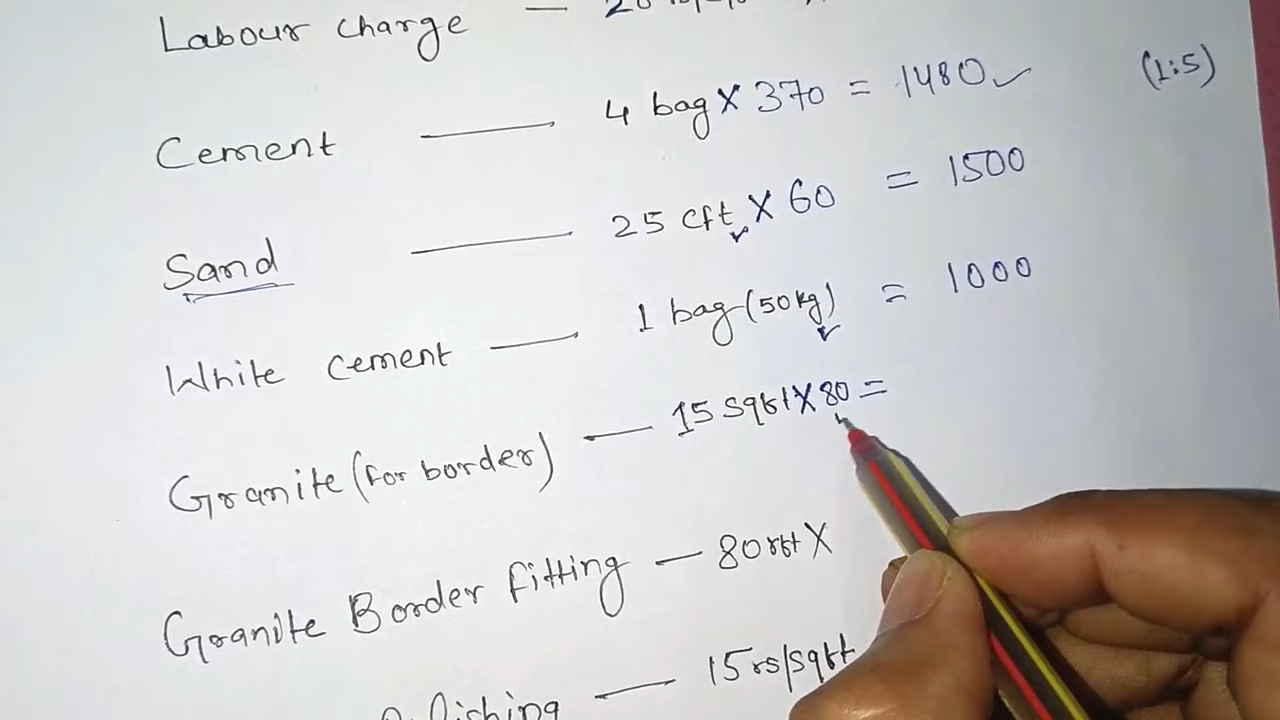 Labour charge — 20
Cement — 4 bag X 370 = 1480 ✓ (1:5)
Sand — 25 cft X 60 = 1500
White cement — 1 bag (50kg) = 1000
Granite (for border) — 15 sqft X 80 =
Granite Border fitting — 80 rft X
15 rs/sqft